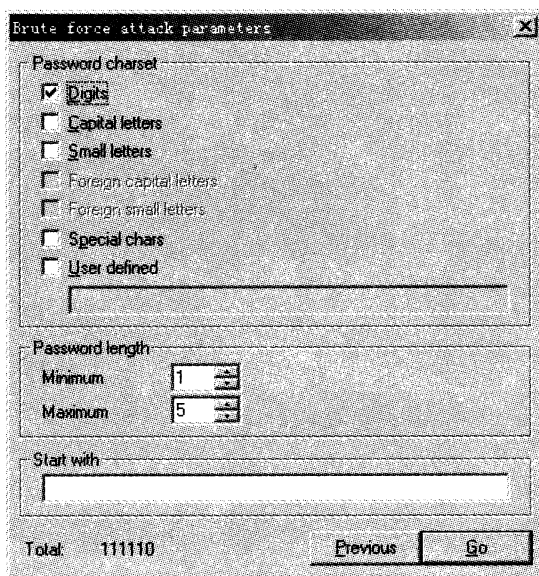 Brute force attack parameters
Password charset
Digits
Capital letters
Small letters
Foreign capital letters
Foreign small letters
Special chars
User defined
Password length
Minimum 1
Maximum 5
Start with
Total: 111110 Previous Go